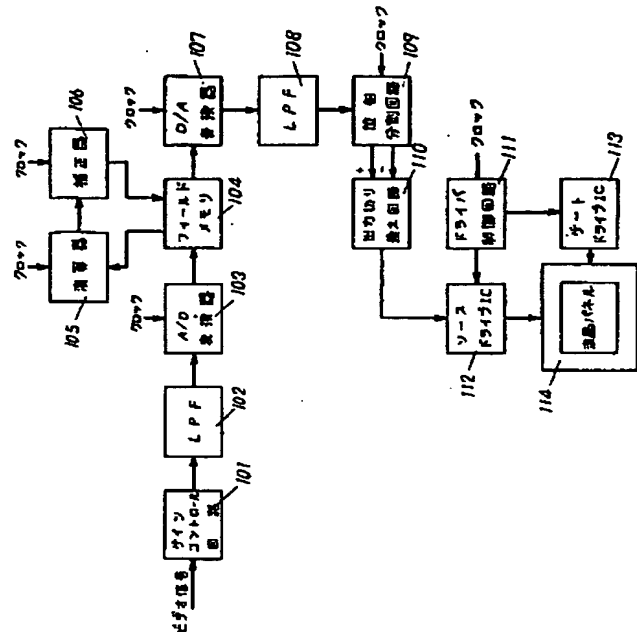 ビデオ信号
ゲイン
コントロール
回路
101
LPF
102
クロック
A/D
変換器
103
フィールド
メモリ
104
クロック
演算器
105
クロック
補正器
106
クロック
D/A
変換器
107
LPF
108
クロック
位相
分割回路
109
+
-
出力切り
換え回路
110
クロック
ドライバ
制御回路
111
ソース
ドライブIC
112
ゲート
ドライブIC
113
液晶パネル
114